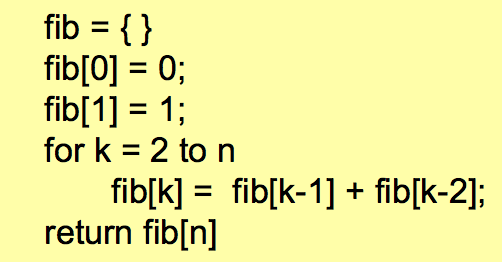 fib = { }
fib[0] = 0;
fib[1] = 1;
for k = 2 to n
fib[k] = fib[k-1] + fib[k-2];
return fib[n]